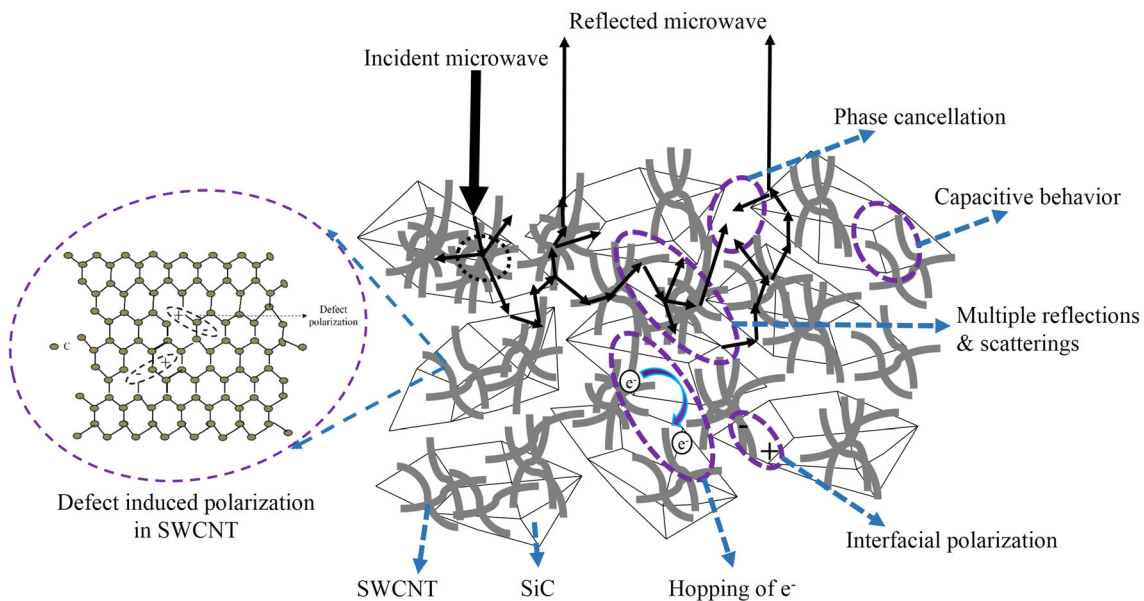 Reflected microwave
Incident microwave
Phase cancellation
Capacitive behavior
Defect
polarization
C
Multiple reflections
& scatterings
e-
e-
-
+
Defect induced polarization
in SWCNT
Interfacial polarization
SWCNT
SiC
Hopping of e-